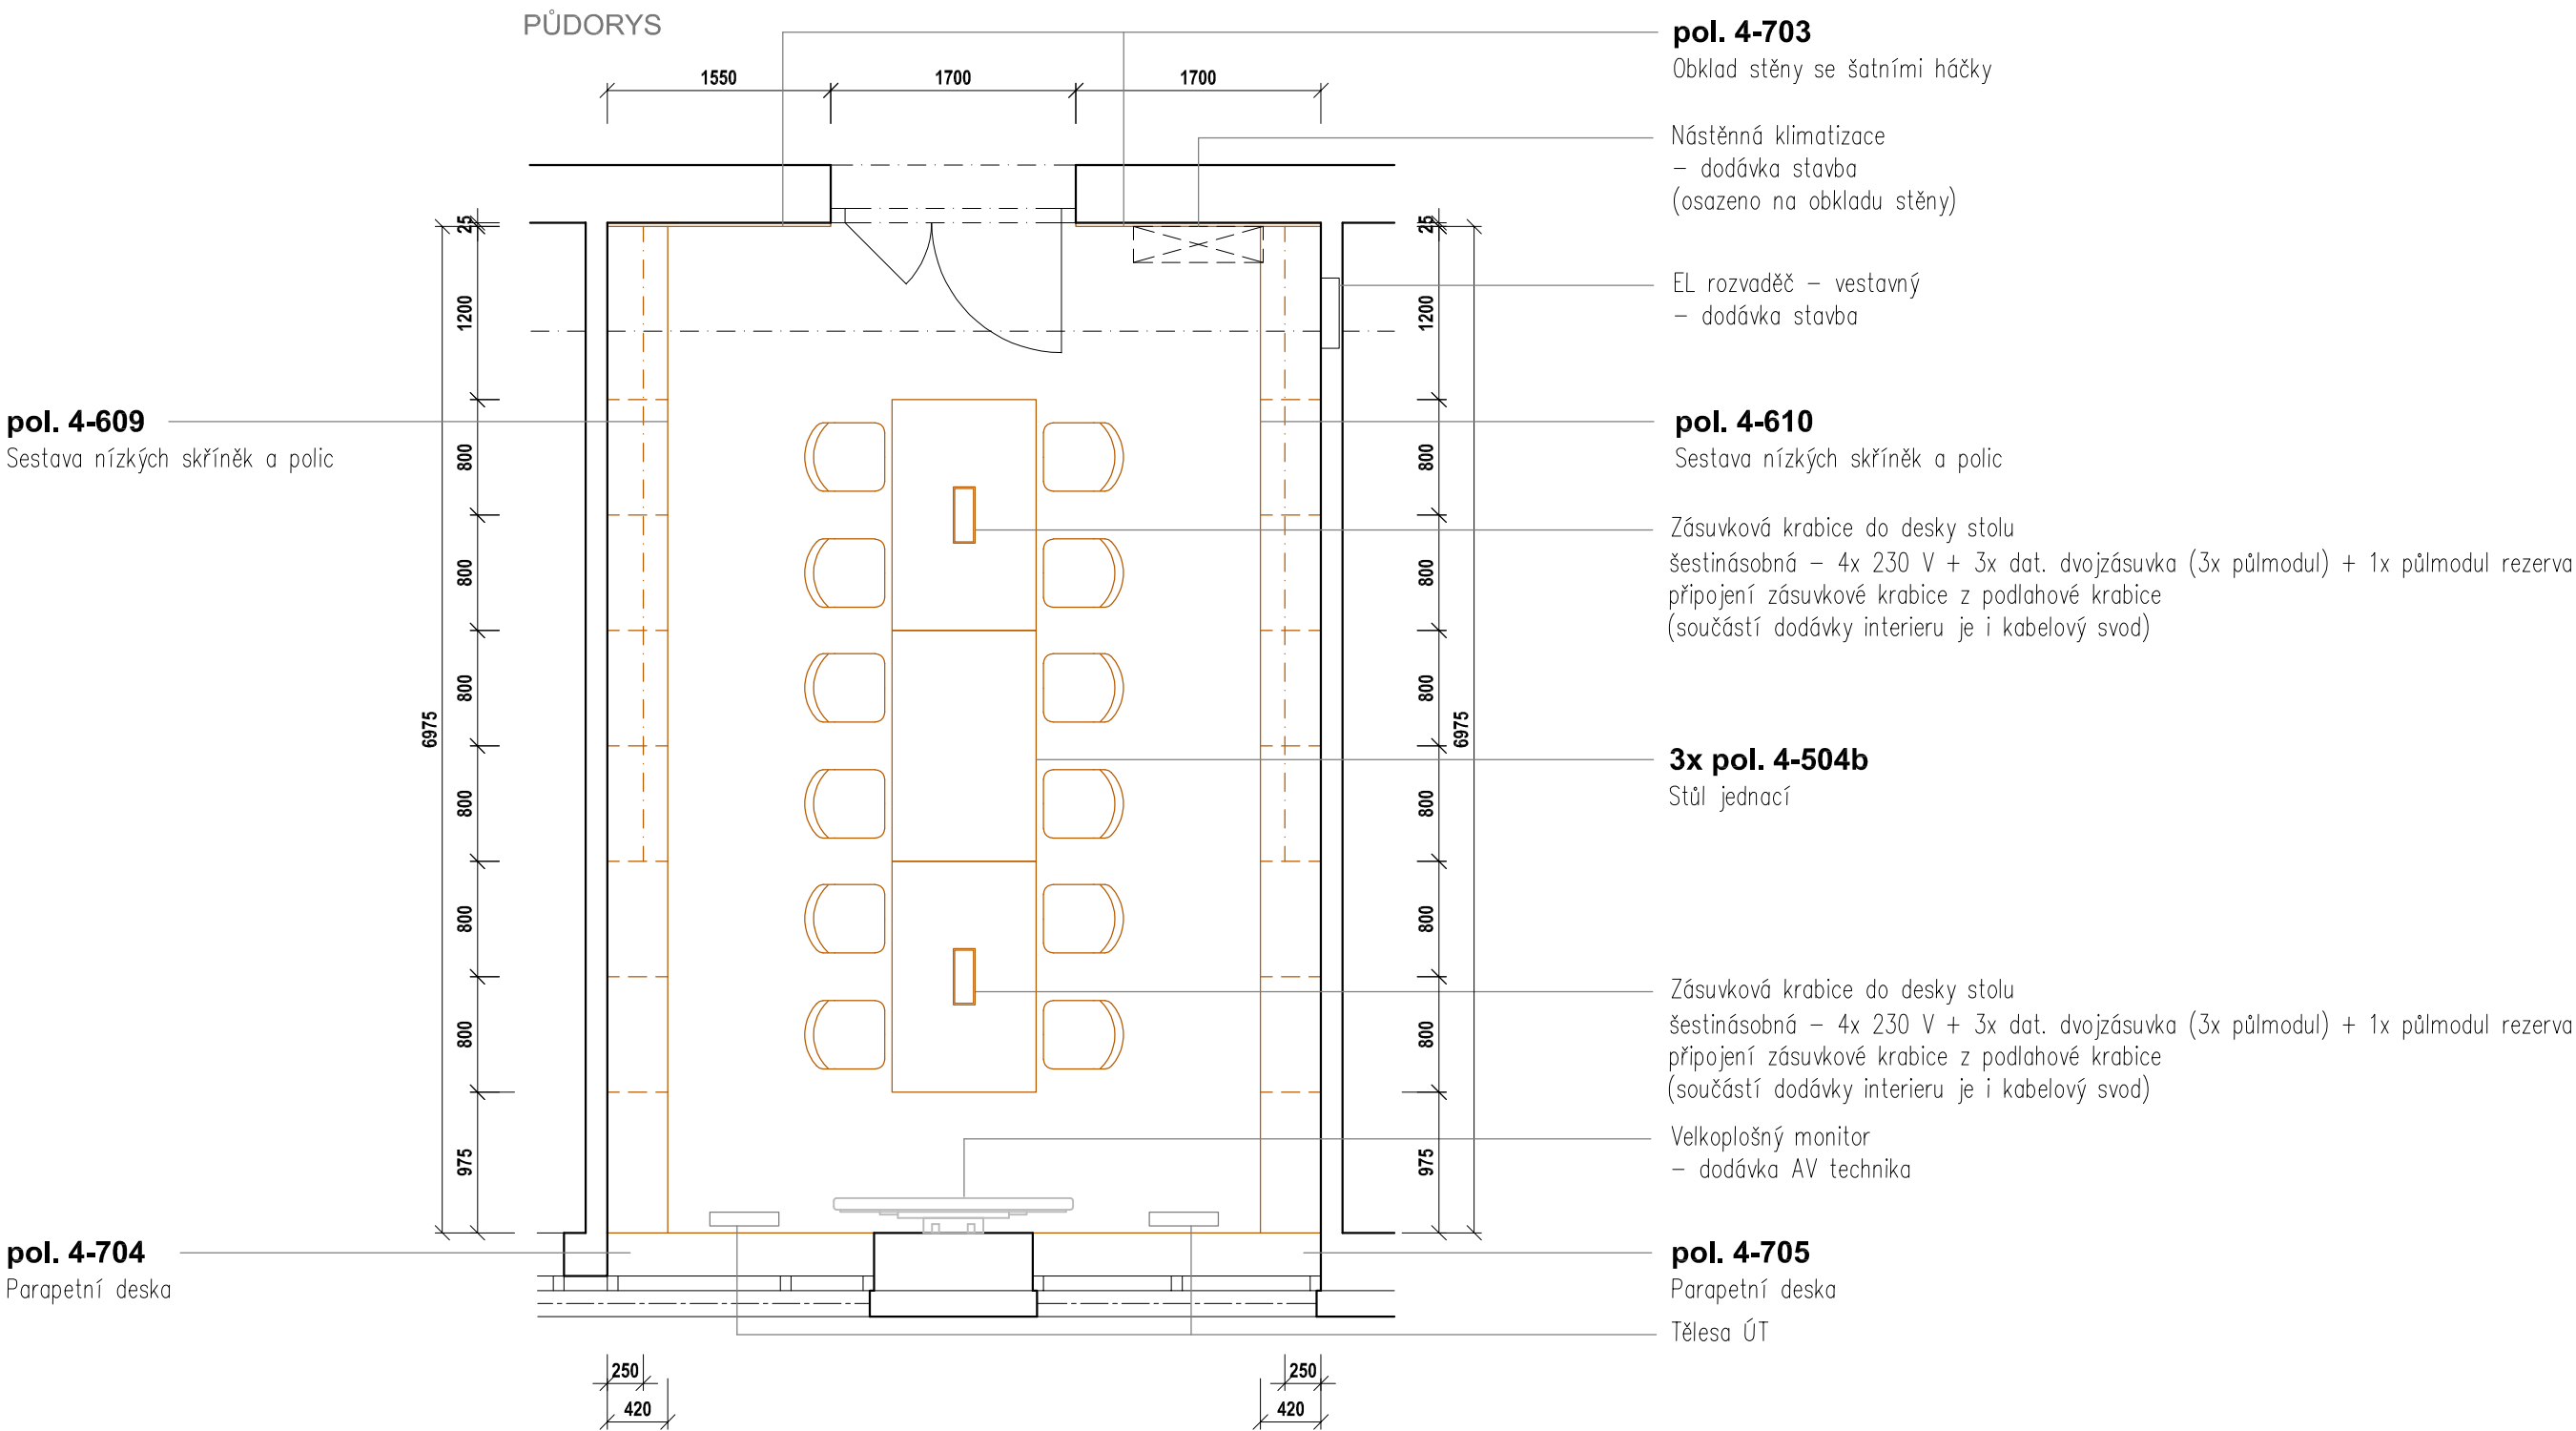 PŮDORYS
1550
1700
1700
pol. 4-703
Obklad stěny se šatními háčky
Nástěnná klimatizace
– dodávka stavba
(osazeno na obkladu stěny)
EL rozvaděč – vestavný
– dodávka stavba
pol. 4-609
Sestava nízkých skříněk a polic
pol. 4-610
Sestava nízkých skříněk a polic
Zásuvková krabice do desky stolu
šestinásobná – 4x 230 V + 3x dat. dvojzásuvka (3x půlmodul) + 1x půlmodul rezerva
připojení zásuvkové krabice z podlahové krabice
(součástí dodávky interieru je i kabelový svod)
3x pol. 4-504b
Stůl jednací
Zásuvková krabice do desky stolu
šestinásobná – 4x 230 V + 3x dat. dvojzásuvka (3x půlmodul) + 1x půlmodul rezerva
připojení zásuvkové krabice z podlahové krabice
(součástí dodávky interieru je i kabelový svod)
Velkoplošný monitor
– dodávka AV technika
pol. 4-704
Parapetní deska
pol. 4-705
Parapetní deska
Tělesa ÚT
25
1200
800
800
800
800
800
800
975
6975
25
1200
800
800
800
800
800
800
975
6975
250
420
250
420